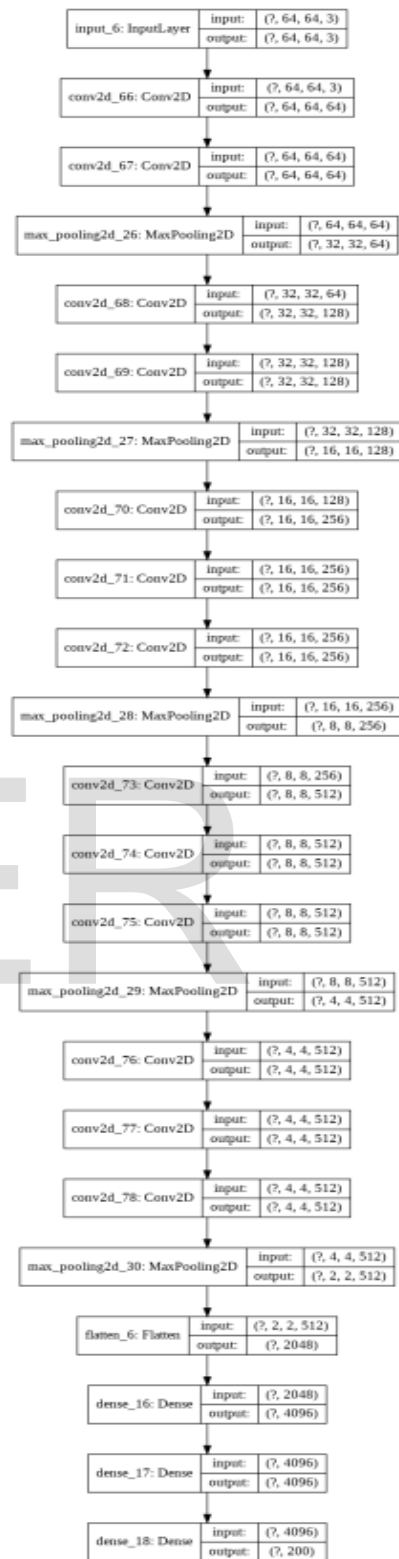 input_6: InputLayer input: (?, 64, 64, 3)
output: (?, 64, 64, 3)
conv2d_66: Conv2D input: (?, 64, 64, 3)
output: (?, 64, 64, 64)
conv2d_67: Conv2D input: (?, 64, 64, 64)
output: (?, 64, 64, 64)
max_pooling2d_26: MaxPooling2D input: (?, 64, 64, 64)
output: (?, 32, 32, 64)
conv2d_68: Conv2D input: (?, 32, 32, 64)
output: (?, 32, 32, 128)
conv2d_69: Conv2D input: (?, 32, 32, 128)
output: (?, 32, 32, 128)
max_pooling2d_27: MaxPooling2D input: (?, 32, 32, 128)
output: (?, 16, 16, 128)
conv2d_70: Conv2D input: (?, 16, 16, 128)
output: (?, 16, 16, 256)
conv2d_71: Conv2D input: (?, 16, 16, 256)
output: (?, 16, 16, 256)
conv2d_72: Conv2D input: (?, 16, 16, 256)
output: (?, 16, 16, 256)
max_pooling2d_28: MaxPooling2D input: (?, 16, 16, 256)
output: (?, 8, 8, 256)
conv2d_73: Conv2D input: (?, 8, 8, 256)
output: (?, 8, 8, 512)
conv2d_74: Conv2D input: (?, 8, 8, 512)
output: (?, 8, 8, 512)
ER
conv2d_75: Conv2D input: (?, 8, 8, 512)
output: (?, 8, 8, 512)
max_pooling2d_29: MaxPooling2D input: (?, 8, 8, 512)
output: (?, 4, 4, 512)
conv2d_76: Conv2D input: (?, 4, 4, 512)
output: (?, 4, 4, 512)
conv2d_77: Conv2D input: (?, 4, 4, 512)
output: (?, 4, 4, 512)
conv2d_78: Conv2D input: (?, 4, 4, 512)
output: (?, 4, 4, 512)
max_pooling2d_30: MaxPooling2D input: (?, 4, 4, 512)
output: (?, 2, 2, 512)
flatten_6: Flatten input: (?, 2, 2, 512)
output: (?, 2048)
dense_16: Dense input: (?, 2048)
output: (?, 4096)
dense_17: Dense input: (?, 4096)
output: (?, 4096)
dense_18: Dense input: (?, 4096)
output: (?, 200)